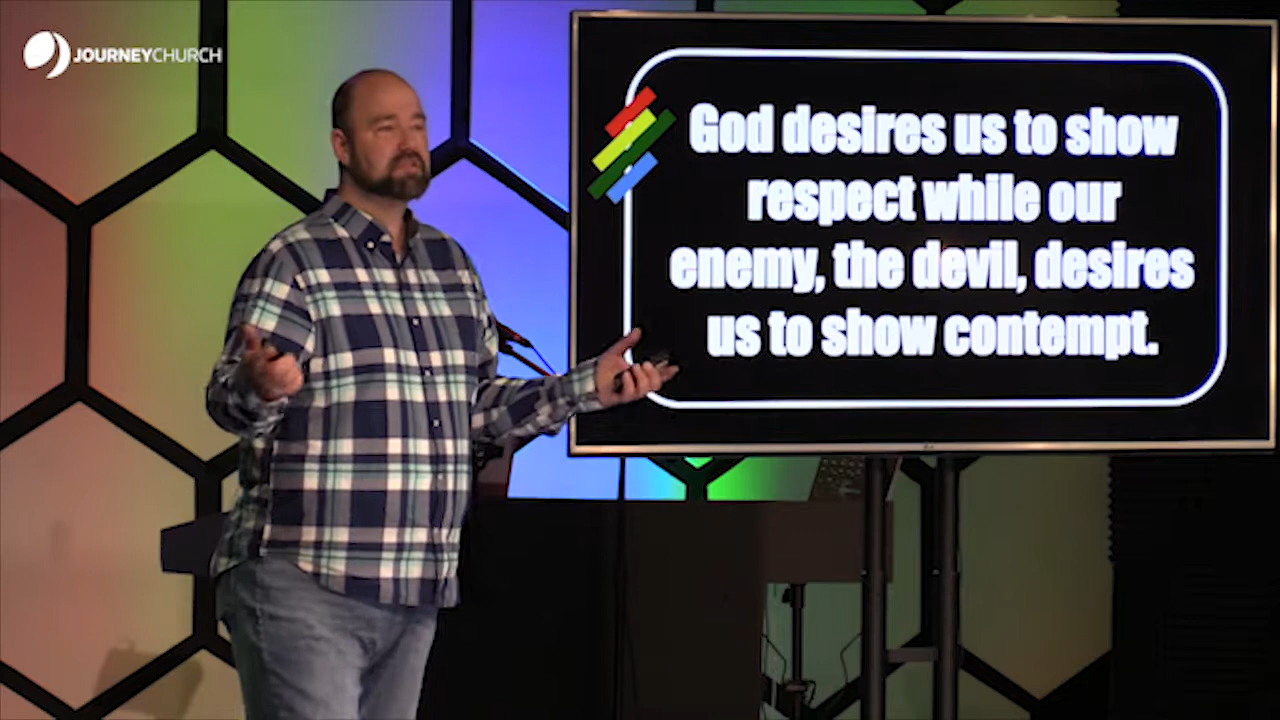 JOURNEYCHURCH
God desires us to show
respect while our
enemy, the devil, desires
us to show contempt.